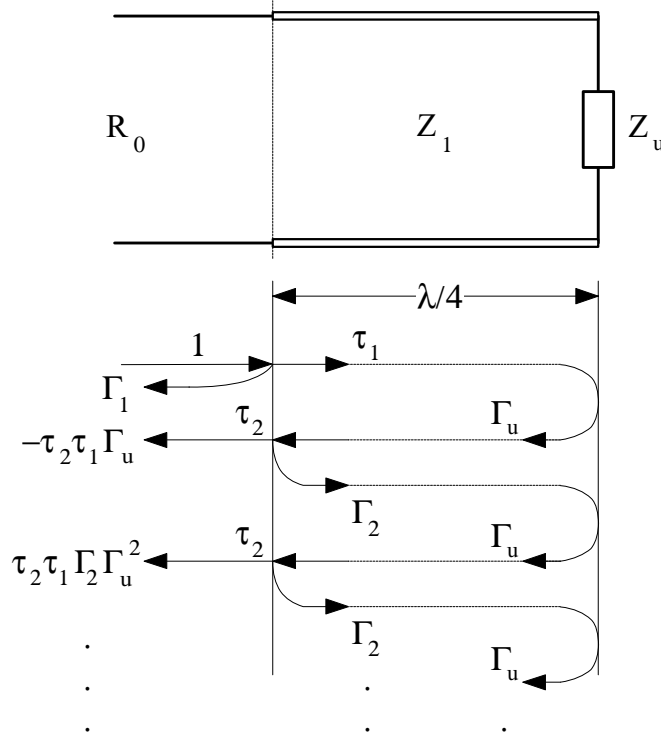 R₀ Z₁ Zᵤ
λ/4
1 τ₁
Γ₁
τ₂ Γᵤ
−τ₂τ₁Γᵤ
Γ₂
τ₂ Γᵤ
τ₂τ₁Γ₂Γᵤ²
Γ₂
Γᵤ